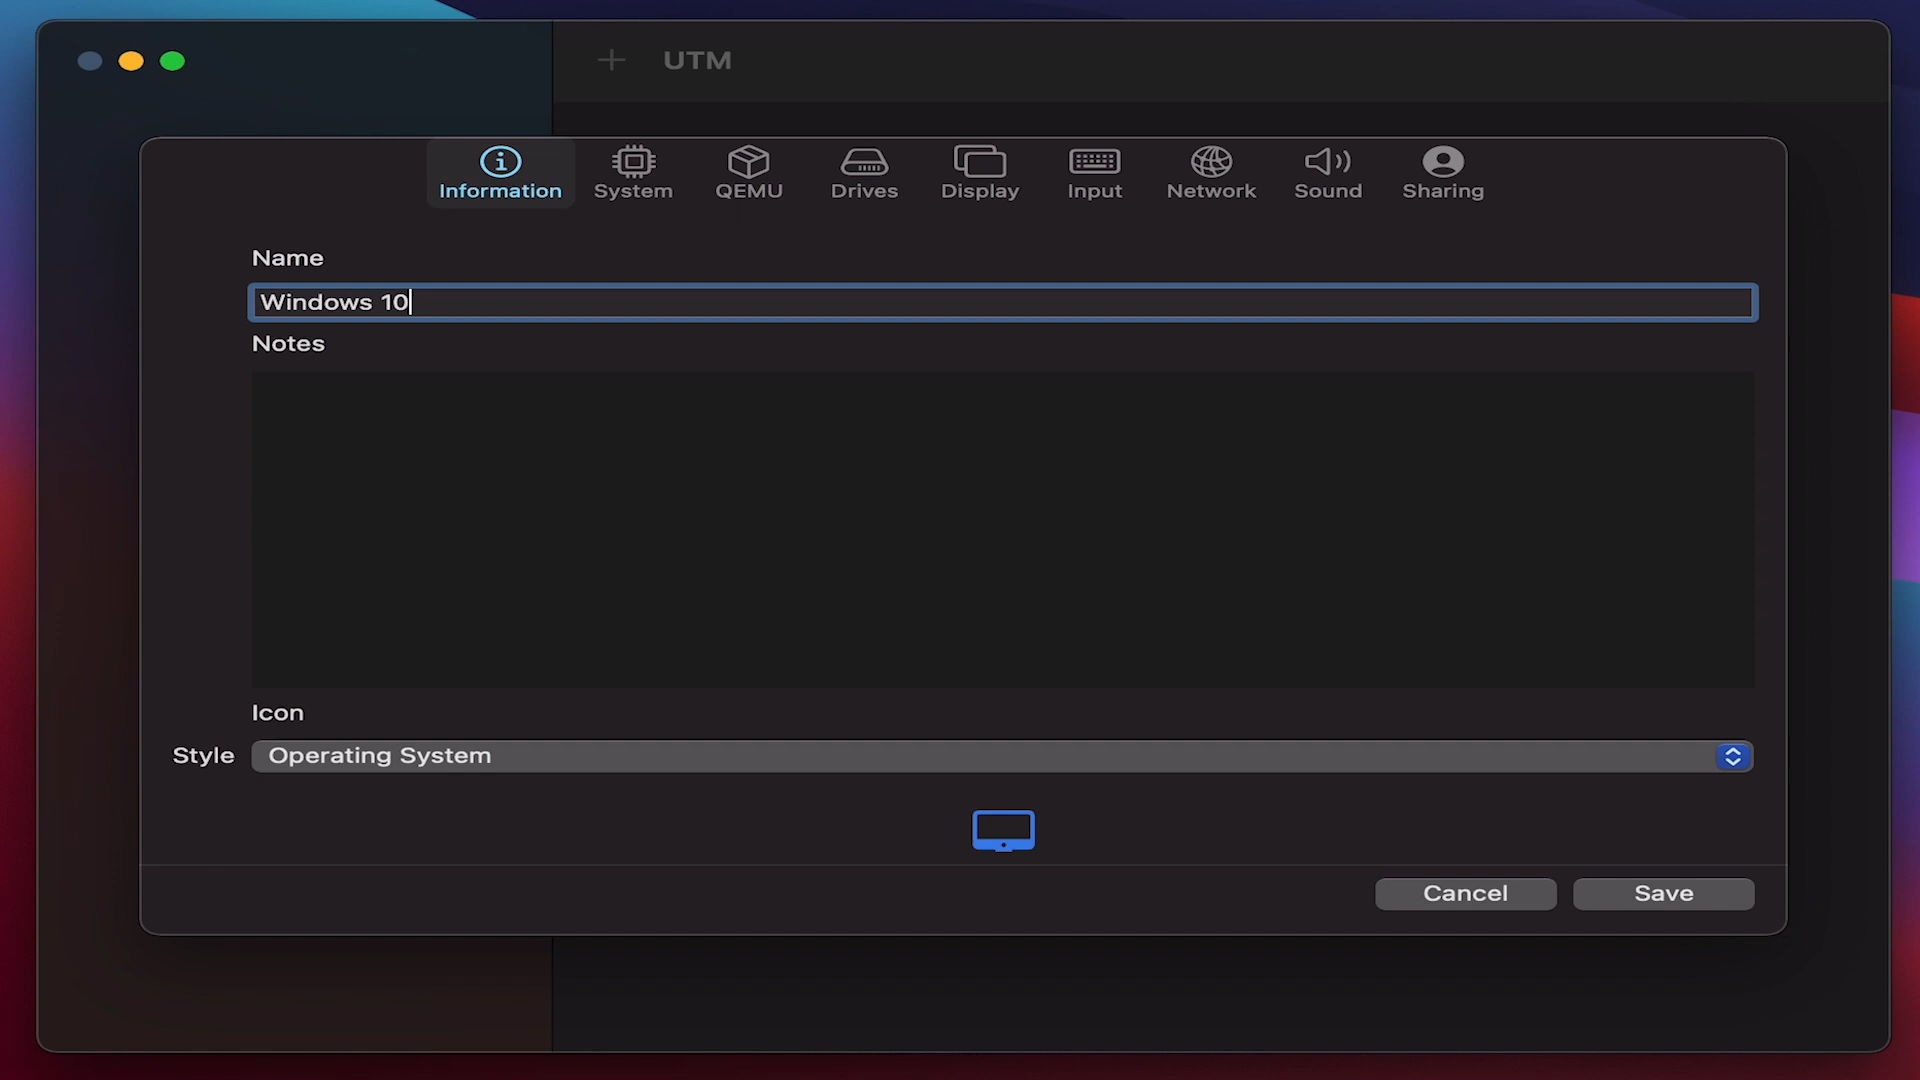 UTM
Information System QEMU Drives Display Input Network Sound Sharing
Name
Windows 10
Notes
Icon
Style Operating System
Cancel Save